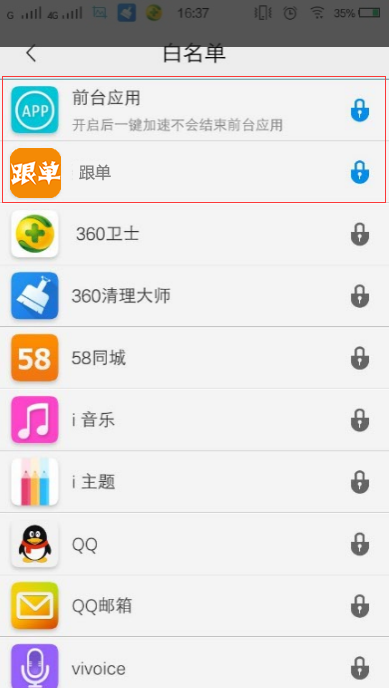 G 4G 16:37 35%
白名单
APP
前台应用
开启后一键加速不会结束前台应用
跟单
跟单
360卫士
360清理大师
58
58同城
i 音乐
i 主题
QQ
QQ邮箱
vivoice